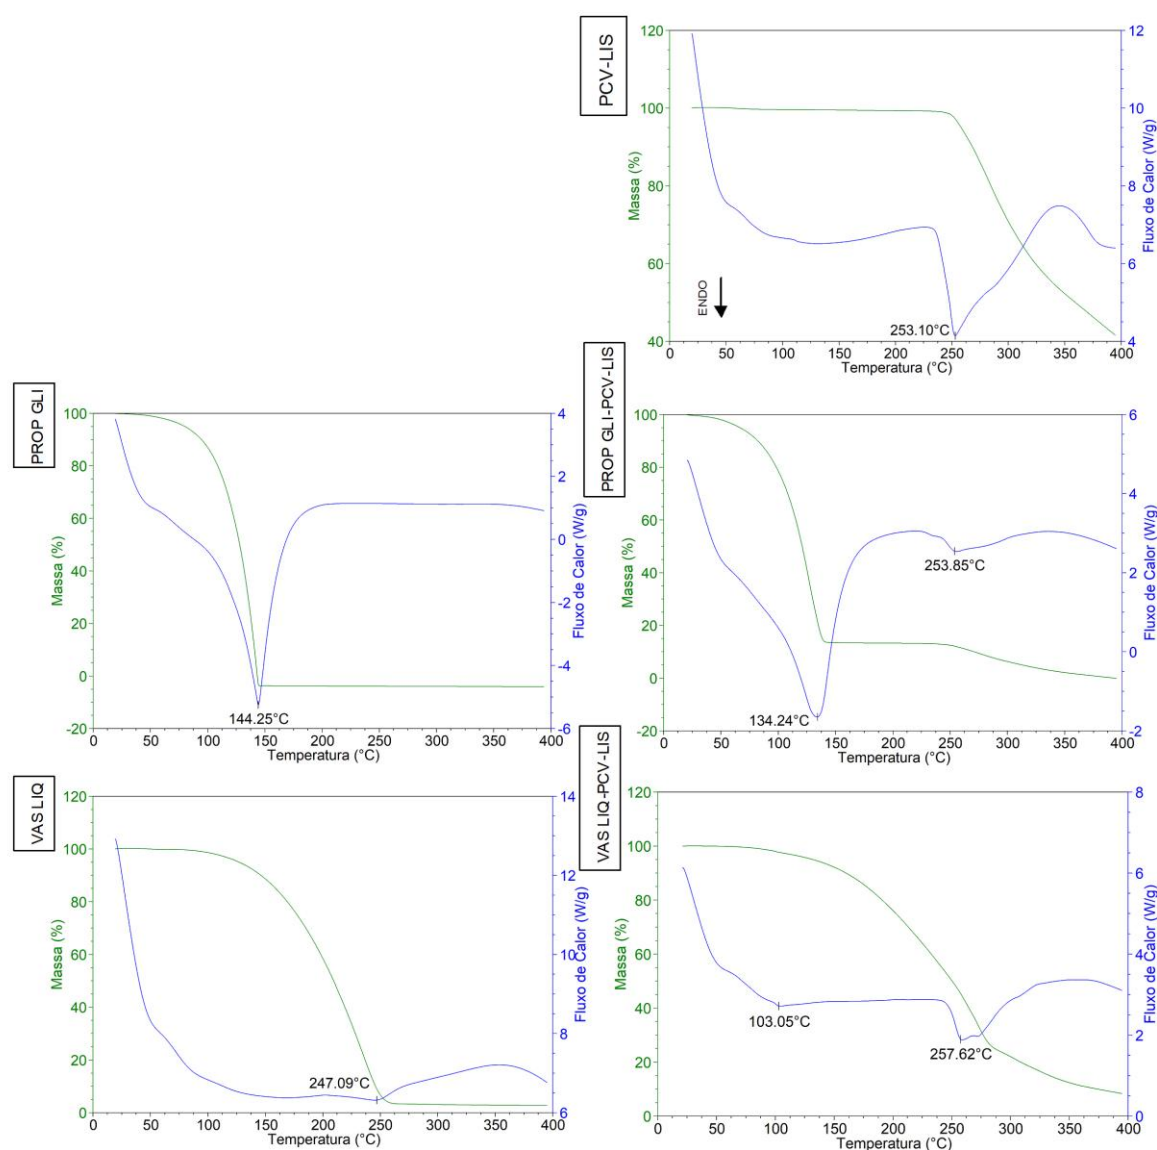 PCV-LIS
120
100
80
60
40
Massa (%)
12
10
8
6
4
Fluxo de Calor (W/g)
ENDO
253.10°C
0 50 100 150 200 250 300 350 400
Temperatura (°C)
PROP GLI
100
80
60
40
20
0
-20
Massa (%)
4
2
0
-2
-4
-6
Fluxo de Calor (W/g)
144.25°C
0 50 100 150 200 250 300 350 400
Temperatura (°C)
PROP GLI-PCV-LIS
100
80
60
40
20
0
-20
Massa (%)
6
4
2
0
-2
Fluxo de Calor (W/g)
253.85°C
134.24°C
0 50 100 150 200 250 300 350 400
Temperatura (°C)
VAS LIQ
120
100
80
60
40
20
0
Massa (%)
14
12
10
8
6
Fluxo de Calor (W/g)
247.09°C
0 50 100 150 200 250 300 350 400
Temperatura (°C)
VAS LIQ-PCV-LIS
120
100
80
60
40
20
0
Massa (%)
8
6
4
2
0
Fluxo de Calor (W/g)
103.05°C
257.62°C
0 50 100 150 200 250 300 350 400
Temperatura (°C)